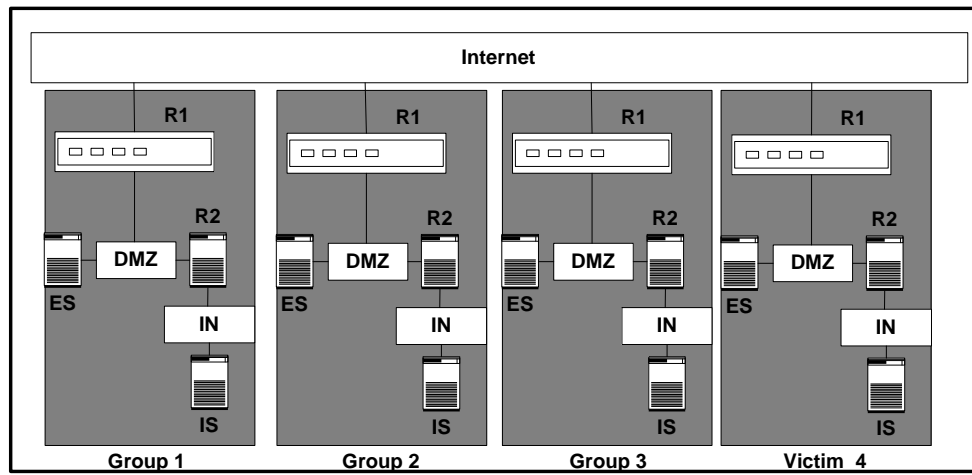 Internet
R1 R1 R1 R1
R2 R2 R2 R2
DMZ DMZ DMZ DMZ
ES ES ES ES
IN IN IN IN
IS IS IS IS
Group 1 Group 2 Group 3 Victim 4